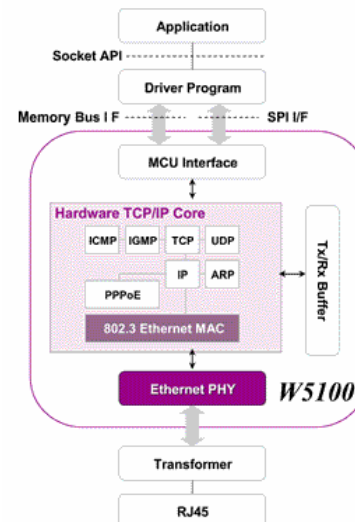 Application
Socket API
Driver Program
Memory Bus I F
SPI I/F
MCU Interface
Hardware TCP/IP Core
ICMP IGMP TCP UDP
IP ARP
PPPoE
802.3 Ethernet MAC
Tx/Rx Buffer
Ethernet PHY
W5100
Transformer
RJ45